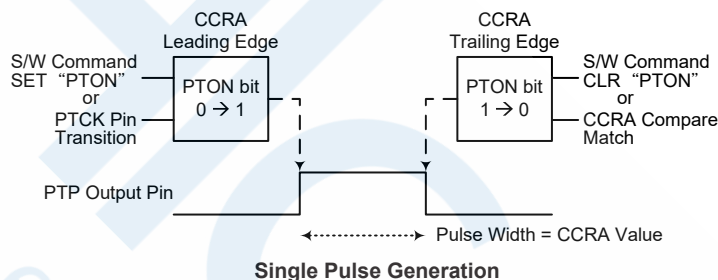 CCRA
Leading Edge
S/W Command
SET “PTON”
or
PTCK Pin
Transition
PTON bit
0 → 1
CCRA
Trailing Edge
PTON bit
1 → 0
S/W Command
CLR “PTON”
or
CCRA Compare
Match
PTP Output Pin
Pulse Width = CCRA Value
Single Pulse Generation